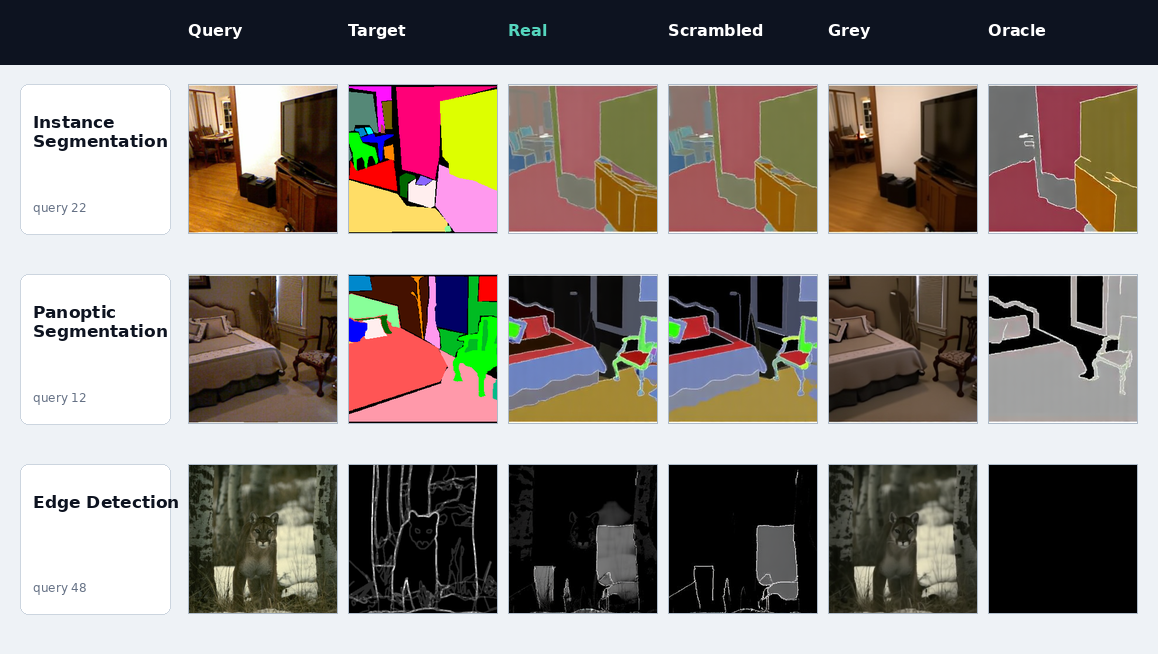 Query Target Real Scrambled Grey Oracle
Instance
Segmentation
query 22
Panoptic
Segmentation
query 12
Edge Detection
query 48